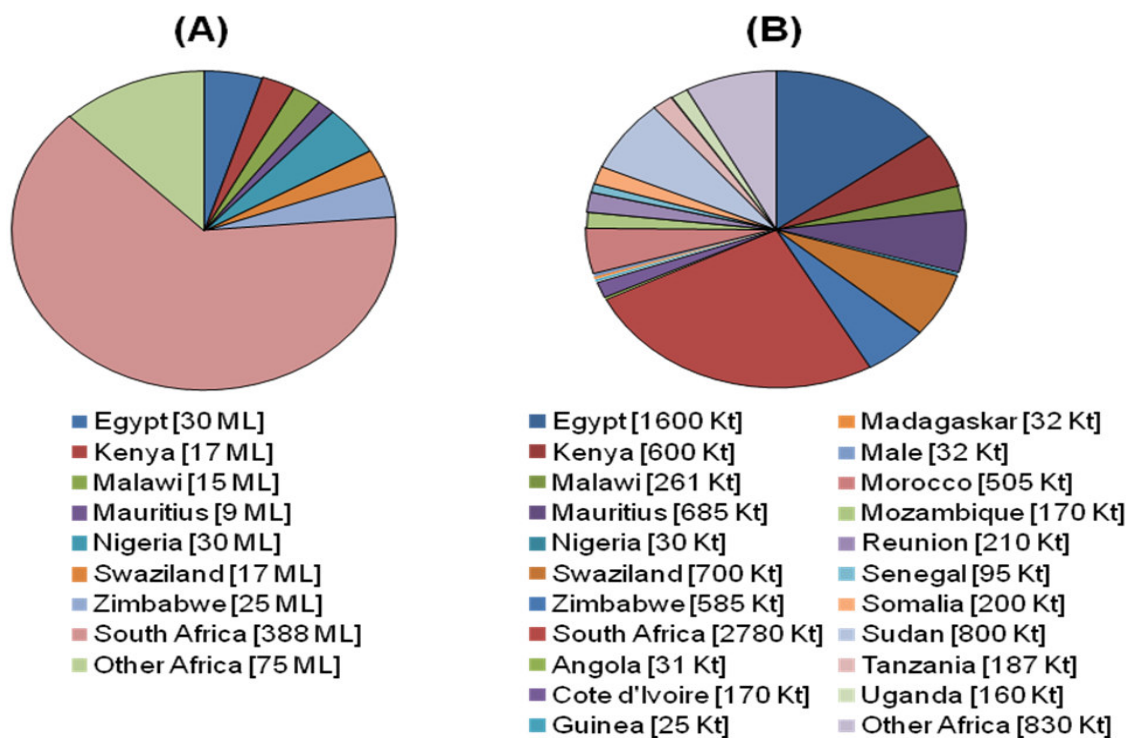 (A)
Egypt [30 ML]
Kenya [17 ML]
Malawi [15 ML]
Mauritius [9 ML]
Nigeria [30 ML]
Swaziland [17 ML]
Zimbabwe [25 ML]
South Africa [388 ML]
Other Africa [75 ML]
(B)
Egypt [1600 Kt]
Kenya [600 Kt]
Malawi [261 Kt]
Mauritius [685 Kt]
Nigeria [30 Kt]
Swaziland [700 Kt]
Zimbabwe [585 Kt]
South Africa [2780 Kt]
Angola [31 Kt]
Cote d'Ivoire [170 Kt]
Guinea [25 Kt]
Madagaskar [32 Kt]
Male [32 Kt]
Morocco [505 Kt]
Mozambique [170 Kt]
Reunion [210 Kt]
Senegal [95 Kt]
Somalia [200 Kt]
Sudan [800 Kt]
Tanzania [187 Kt]
Uganda [160 Kt]
Other Africa [830 Kt]